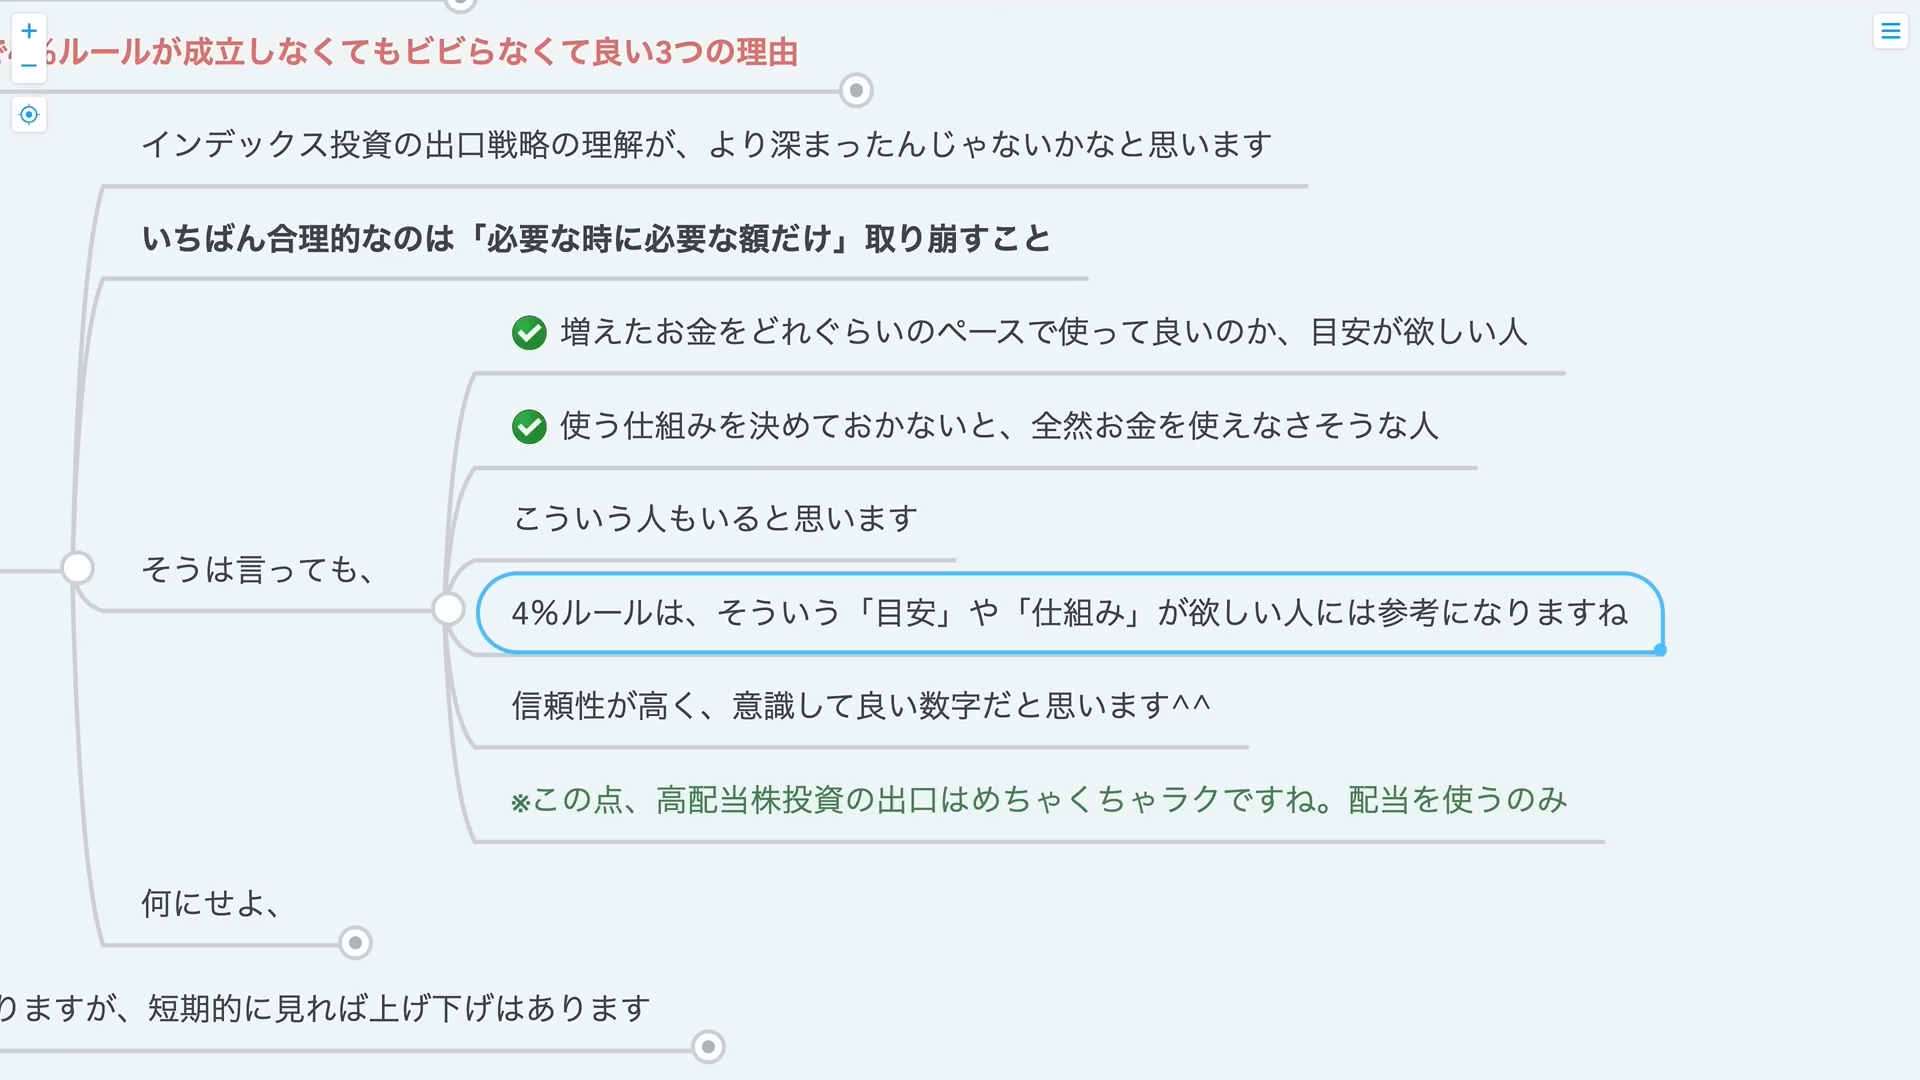 ルールが成立しなくてもビビらなくて良い3つの理由
インデックス投資の出口戦略の理解が、より深まったんじゃないかなと思います
いちばん合理的なのは「必要な時に必要な額だけ」取り崩すこと
増えたお金をどれぐらいのペースで使って良いのか、目安が欲しい人
使う仕組みを決めておかないと、全然お金を使えなさそうな人
こういう人もいると思います
そうは言っても、
4%ルールは、そういう「目安」や「仕組み」が欲しい人には参考になりますね
信頼性が高く、意識して良い数字だと思います^^
※この点、高配当株投資の出口はめちゃくちゃラクですね。配当を使うのみ
何にせよ、
りますが、短期的に見れば上げ下げはあります